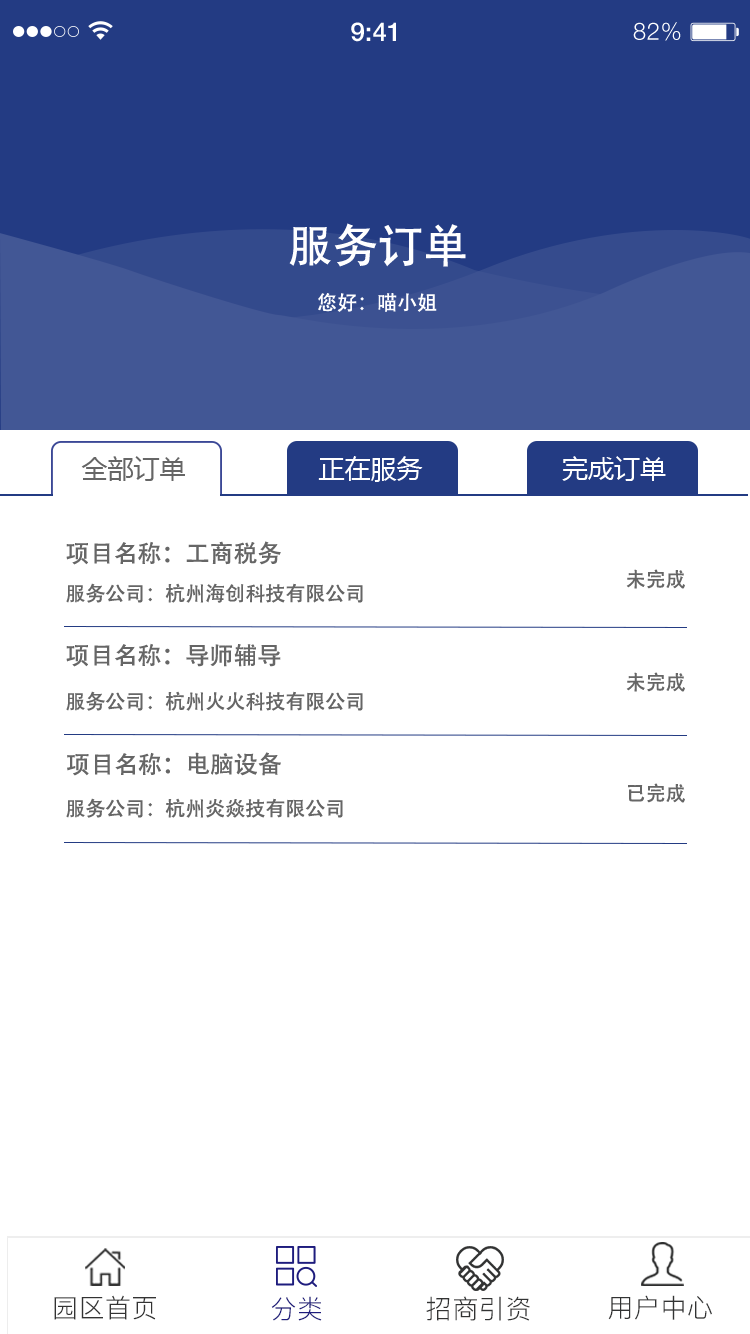 9:41
82%
服务订单
您好：喵小姐
全部订单
正在服务
完成订单
项目名称：工商税务
服务公司：杭州海创科技有限公司
未完成
项目名称：导师辅导
服务公司：杭州火火科技有限公司
未完成
项目名称：电脑设备
服务公司：杭州炎焱技有限公司
已完成
园区首页
分类
招商引资
用户中心